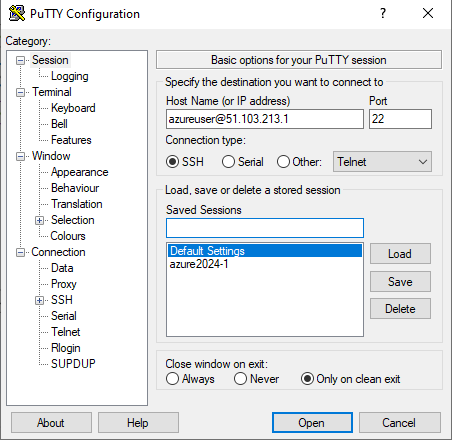 PuTTY Configuration
?
Category:
Session
Logging
Terminal
Keyboard
Bell
Features
Window
Appearance
Behaviour
Translation
Selection
Colours
Connection
Data
Proxy
SSH
Serial
Telnet
Rlogin
SUPDUP
Basic options for your PuTTY session
Specify the destination you want to connect to
Host Name (or IP address) Port
azureuser@51.103.213.1 22
Connection type:
SSH Serial Other: Telnet
Load, save or delete a stored session
Saved Sessions
Default Settings
azure2024-1
Load
Save
Delete
Close window on exit:
Always Never Only on clean exit
About Help Open Cancel